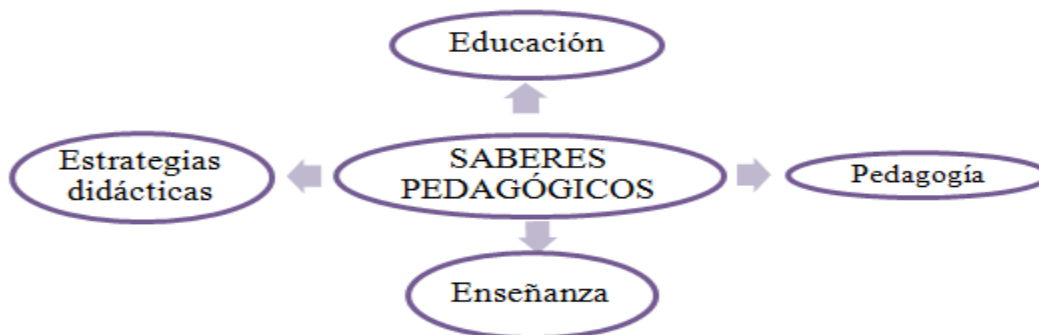 Educación
Estrategias
didácticas
SABERES
PEDAGÓGICOS
Pedagogía
Enseñanza